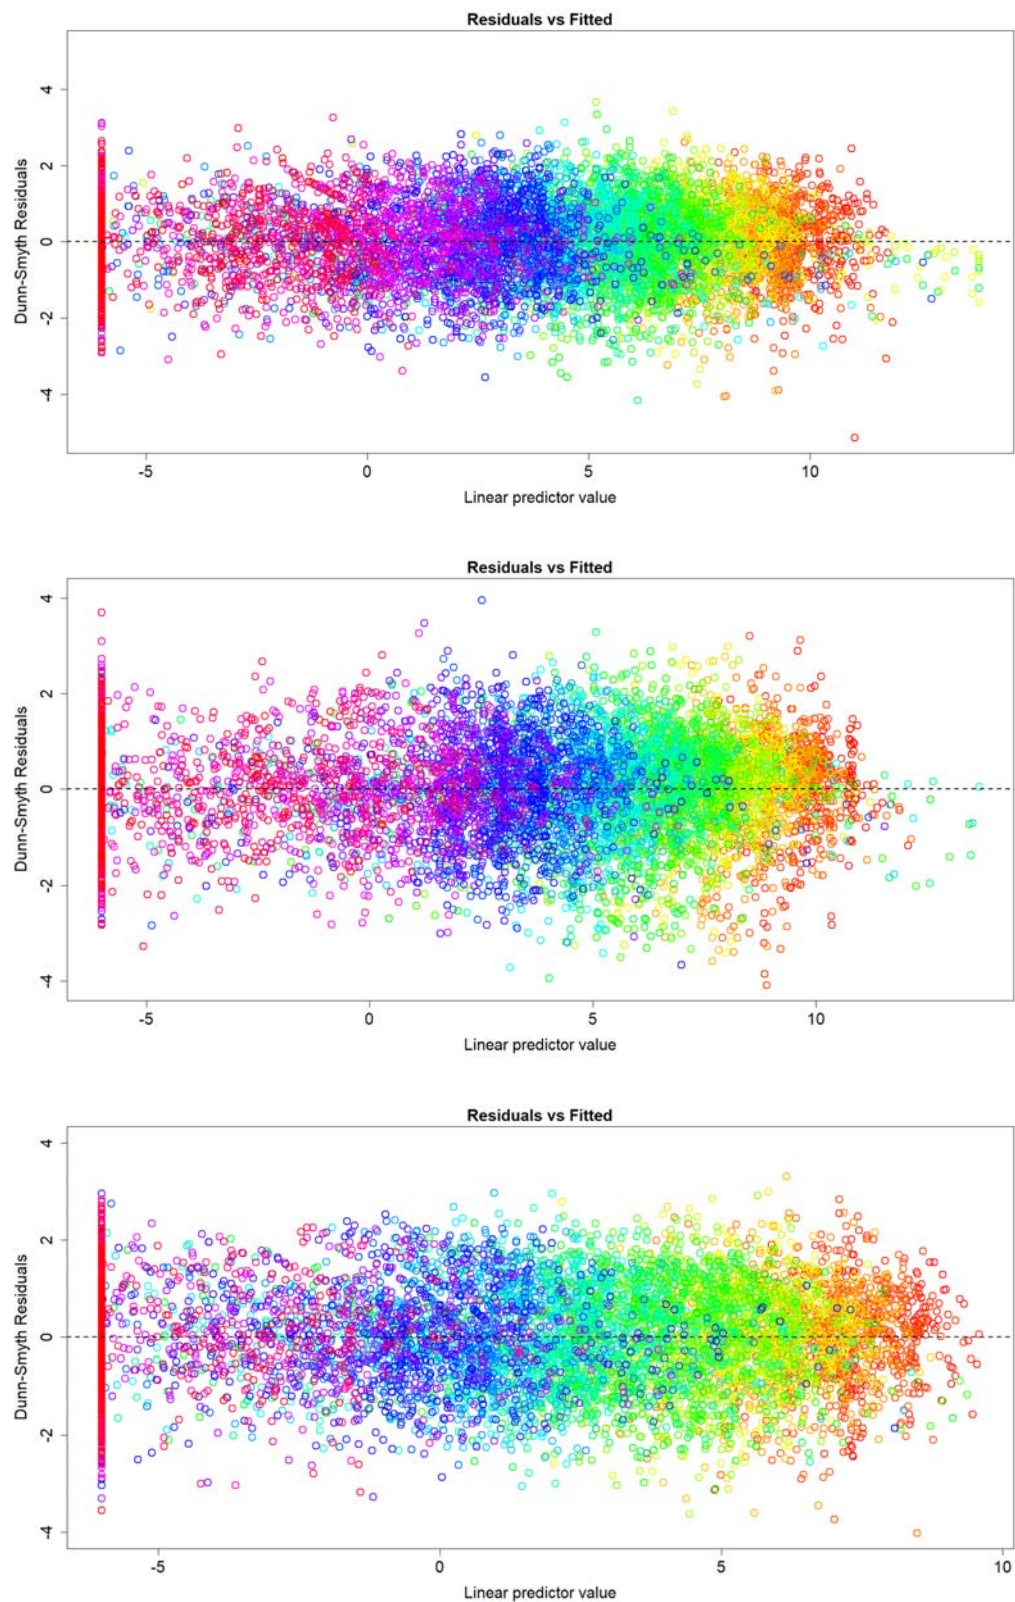 Residuals vs Fitted
Dunn-Smyth Residuals
4
2
0
-2
-4
-5 0 5 10
Linear predictor value
Residuals vs Fitted
Dunn-Smyth Residuals
4
2
0
-2
-4
-5 0 5 10
Linear predictor value
Residuals vs Fitted
Dunn-Smyth Residuals
4
2
0
-2
-4
-5 0 5 10
Linear predictor value